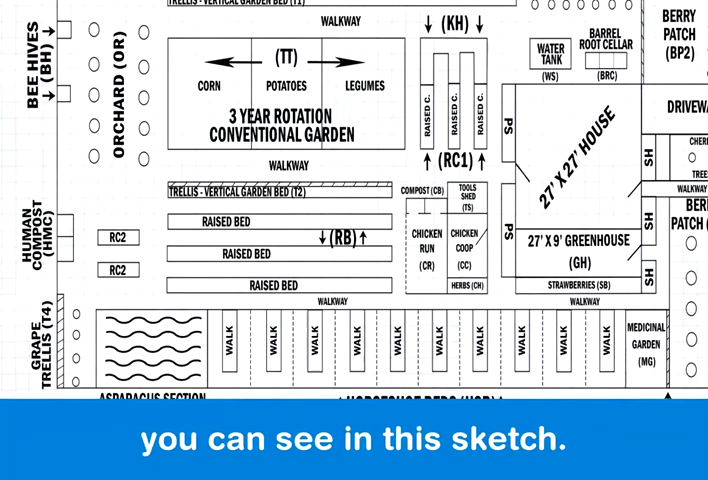 TRELLIS - VERTICAL GARDEN BED (T1)
WALKWAY
↓ (KH) ↓
BERRY
PATCH
(BP2)
BEE HIVES
(BH)
ORCHARD (OR)
(TT)
CORN
POTATOES
LEGUMES
3 YEAR ROTATION
CONVENTIONAL GARDEN
RAISED C.
RAISED C.
RAISED C.
↑ (RC1) ↑
WATER
TANK
(WS)
BARREL
ROOT CELLAR
(BRC)
PS
27' X 27' HOUSE
DRIVEWA
SH
CHER
TREES
WALKWAY
WALKWAY
TRELLIS - VERTICAL GARDEN BED (T2)
COMPOST (CB)
TOOLS
SHED
(TS)
BER
PATCH (
HUMAN
COMPOST
(HMC)
RC2
RC2
RAISED BED
↓ (RB) ↑
RAISED BED
RAISED BED
CHICKEN
RUN
(CR)
CHICKEN
COOP
(CC)
HERBS (CH)
PS
27' X 9' GREENHOUSE
(GH)
SH
SH
STRAWBERRIES (SB)
WALKWAY
WALKWAY
GRAPE
TRELLIS (T4)
WALK
WALK
WALK
WALK
WALK
WALK
WALK
WALK
WALK
WALK
MEDICINAL
GARDEN
(MG)
ASPARAGUS SECTION
HORSESHOE BEDS (HSB)
you can see in this sketch.